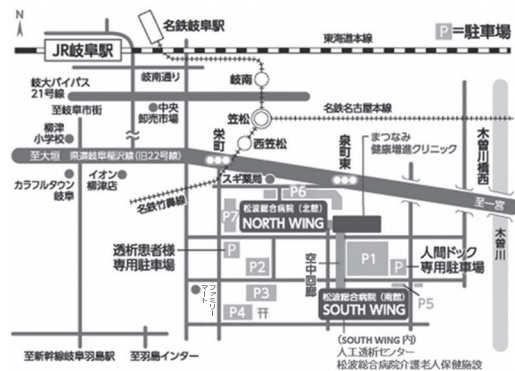 N
名鉄岐阜駅
JR岐阜駅
東海道本線
P=駐車場
岐南通り
岐大バイパス
21号線
岐南
至岐阜市街
中央
卸売市場
笠松
名鉄名古屋本線
柳津
小学校
栄町
西笠松
泉町東
まつなみ
健康増進クリニック
木曽川橋西
至大垣 県道岐阜稲沢線(旧22号線)
カラフルタウン
岐阜
イオン
柳津店
スギ薬局
名鉄竹鼻線
P6
至一宮
木曽川
P7
松波総合病院(北館)
NORTH WING
透析患者様
専用駐車場
P
P2
空中回廊
P1
P
人間ドック
専用駐車場
ファミリー
マート
P3
P4
松波総合病院(南館)
SOUTH WING
P5
至新幹線岐阜羽島駅
至羽島インター
(SOUTH WING 内)
人工透析センター
松波総合病院介護老人保健施設